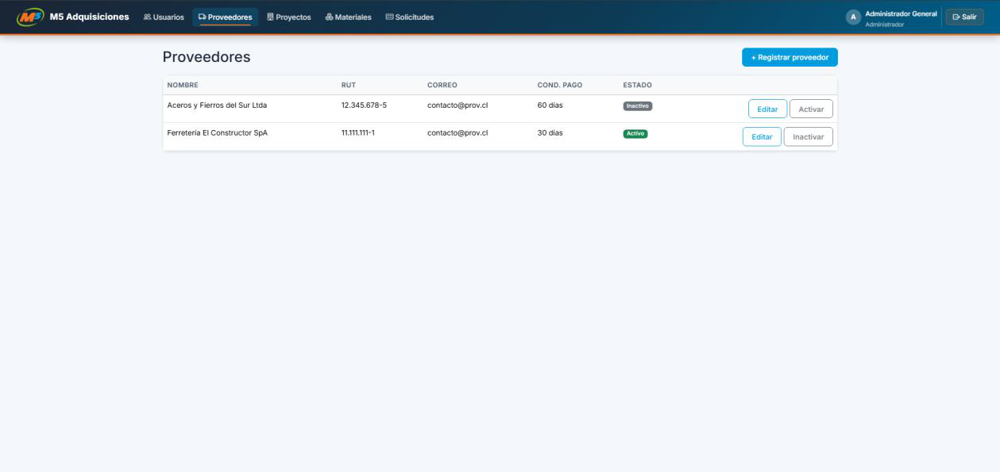 M5 M5 Adquisiciones Usuarios Proveedores Proyectos Materiales Solicitudes A Administrador General Administrador Salir
Proveedores + Registrar proveedor
NOMBRE RUT CORREO COND. PAGO ESTADO
Aceros y Fierros del Sur Ltda 12.345.678-5 contacto@prov.cl 60 días Inactivo Editar Activar
Ferretería El Constructor SpA 11.111.111-1 contacto@prov.cl 30 días Activo Editar Inactivar